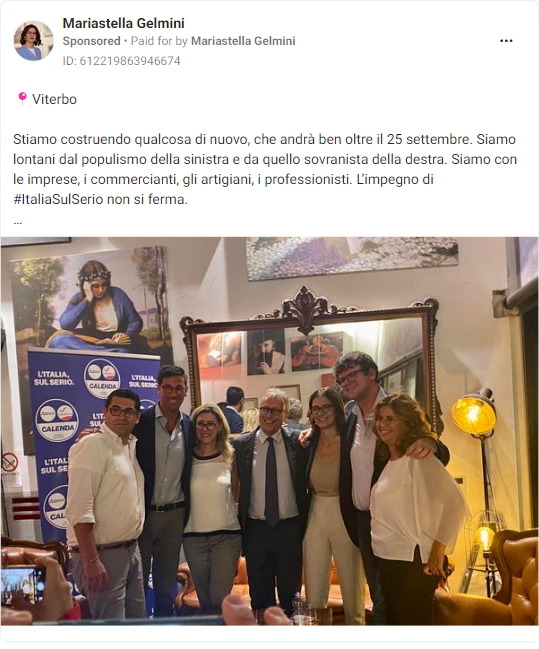 Mariastella Gelmini
Sponsored • Paid for by Mariastella Gelmini
ID: 612219863946674
Viterbo
Stiamo costruendo qualcosa di nuovo, che andrà ben oltre il 25 settembre. Siamo
lontani dal populismo della sinistra e da quello sovranista della destra. Siamo con
le imprese, i commercianti, gli artigiani, i professionisti. L’impegno di
#ItaliaSulSerio non si ferma.
...
L'ITALIA,
SUL SERIO.
CALENDA
L'ITALIA,
SUL SERIO.
CALENDA
L'ITALIA,
SUL SERIO.